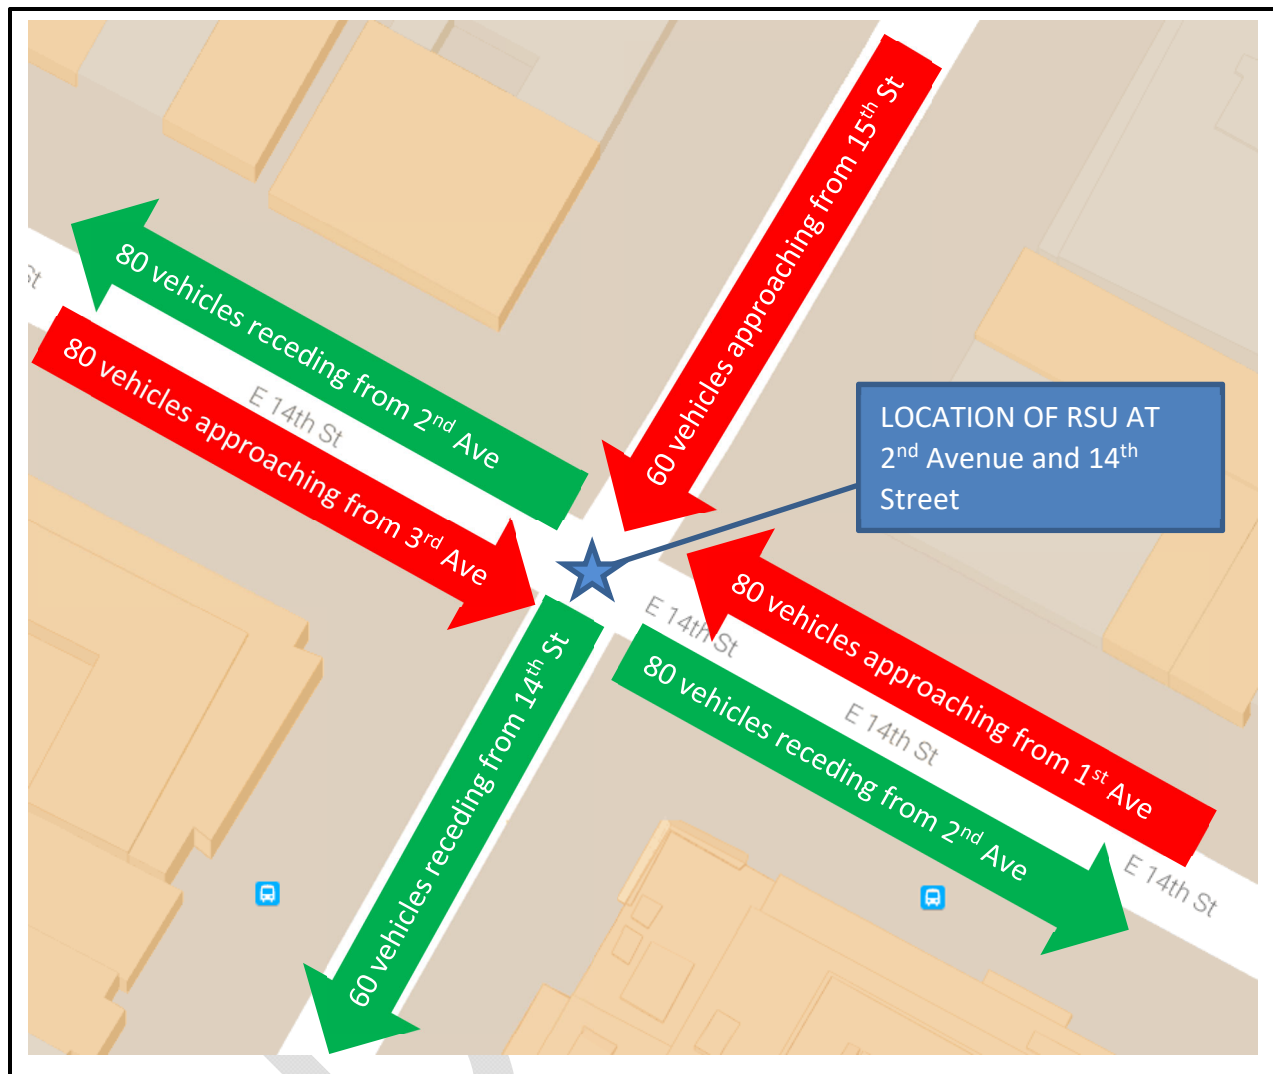 60 vehicles approaching from 15th St
80 vehicles receding from 2nd Ave
St
80 vehicles approaching from 3rd Ave
E 14th St
LOCATION OF RSU AT
2nd Avenue and 14th
Street
E 14th St
80 vehicles approaching from 1st Ave
80 vehicles receding from 2nd Ave
E 14th St
E 14th St
60 vehicles receding from 14th St